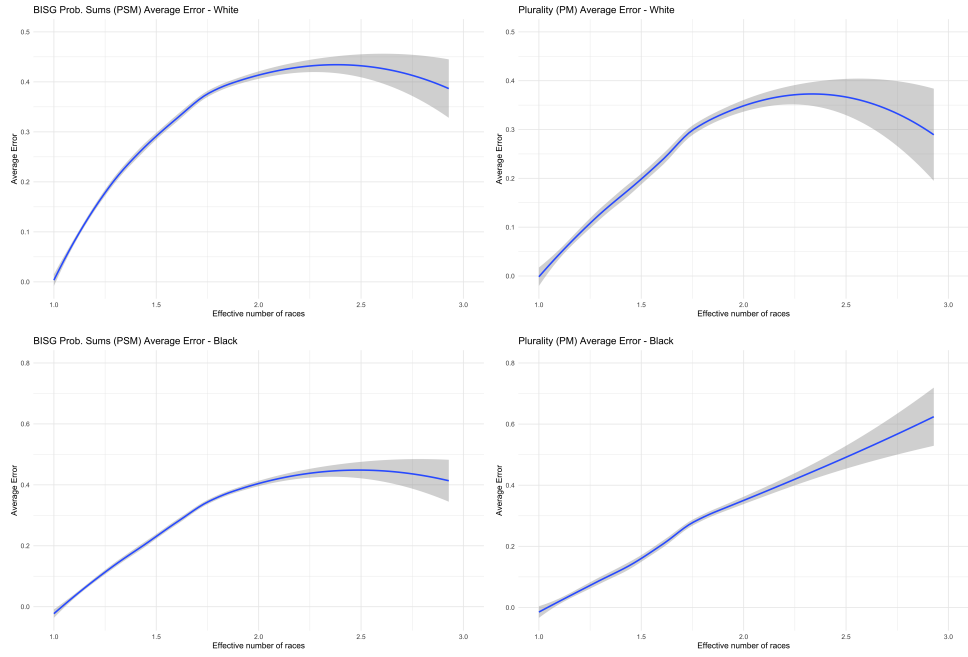 BISG Prob. Sums (PSM) Average Error - White
Average Error
0.5
0.4
0.3
0.2
0.1
0.0
1.0 1.5 2.0 2.5 3.0
Effective number of races
Plurality (PM) Average Error - White
Average Error
0.5
0.4
0.3
0.2
0.1
0.0
1.0 1.5 2.0 2.5 3.0
Effective number of races
BISG Prob. Sums (PSM) Average Error - Black
Average Error
0.8
0.6
0.4
0.2
0.0
1.0 1.5 2.0 2.5 3.0
Effective number of races
Plurality (PM) Average Error - Black
Average Error
0.8
0.6
0.4
0.2
0.0
1.0 1.5 2.0 2.5 3.0
Effective number of races